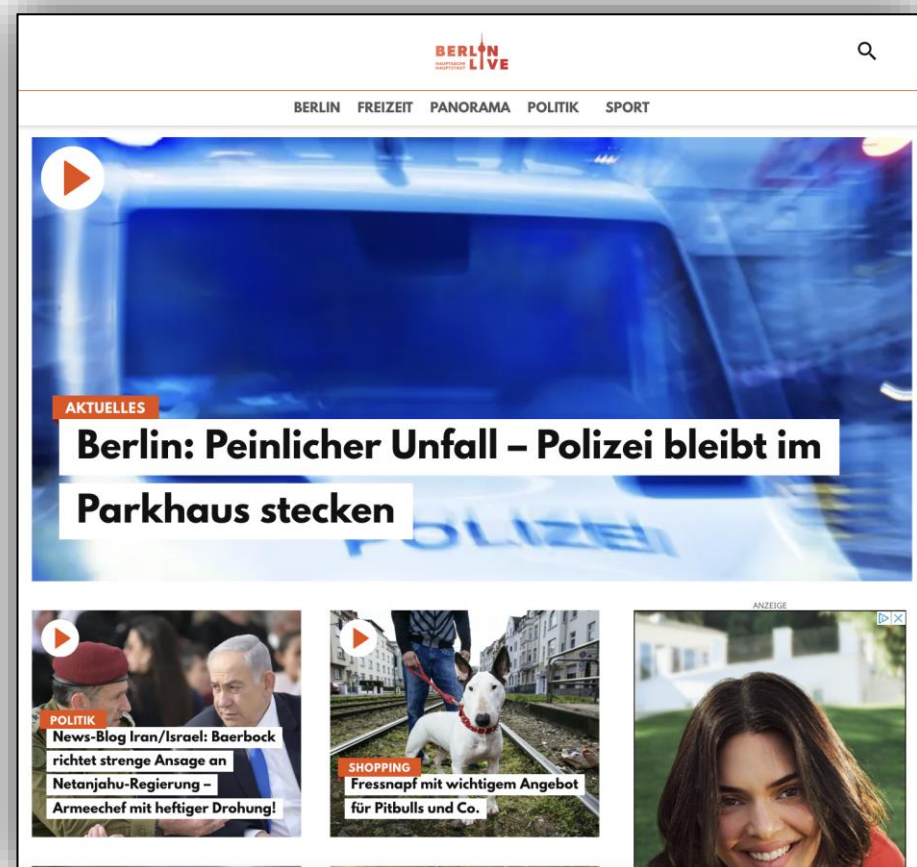 BERLIN
HAUPTSACHE
HAUPTSTADT
LIVE
BERLIN FREIZEIT PANORAMA POLITIK SPORT
AKTUELLES
Berlin: Peinlicher Unfall – Polizei bleibt im
Parkhaus stecken
POLIZEI
ANZEIGE
POLITIK
News-Blog Iran/Israel: Baerbock
richtet strenge Ansage an
Netanjahu-Regierung –
Armeechef mit heftiger Drohung!
SHOPPING
Fressnapf mit wichtigem Angebot
für Pitbulls und Co.